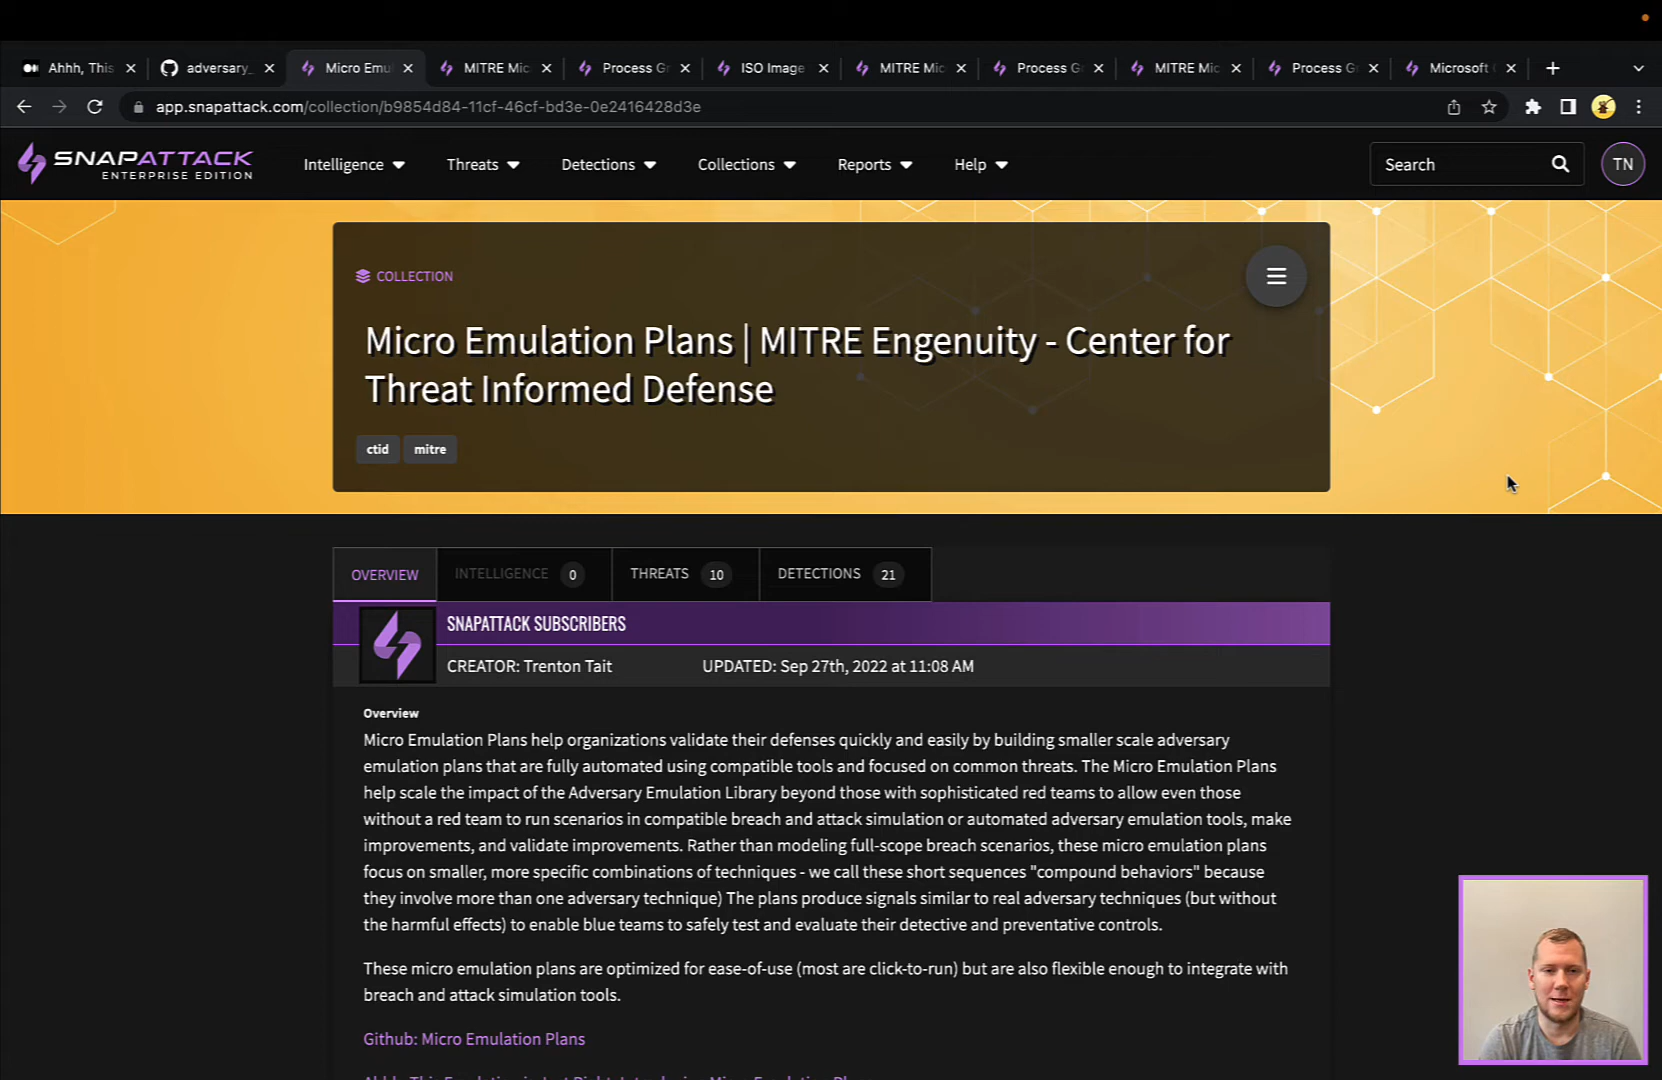 Ahhh, This
adversary_
Micro Emul
MITRE Mic
Process Gr
ISO Image
MITRE Mic
Process Gr
MITRE Mic
Process Gr
Microsoft
app.snapattack.com/collection/b9854d84-11cf-46cf-bd3e-0e2416428d3e
SNAPATTACK
ENTERPRISE EDITION
Intelligence
Threats
Detections
Collections
Reports
Help
Search
TN
COLLECTION
Micro Emulation Plans | MITRE Engenuity - Center for
Threat Informed Defense
ctid
mitre
OVERVIEW
INTELLIGENCE 0
THREATS 10
DETECTIONS 21
SNAPATTACK SUBSCRIBERS
CREATOR: Trenton Tait
UPDATED: Sep 27th, 2022 at 11:08 AM
Overview
Micro Emulation Plans help organizations validate their defenses quickly and easily by building smaller scale adversary
emulation plans that are fully automated using compatible tools and focused on common threats. The Micro Emulation Plans
help scale the impact of the Adversary Emulation Library beyond those with sophisticated red teams to allow even those
without a red team to run scenarios in compatible breach and attack simulation or automated adversary emulation tools, make
improvements, and validate improvements. Rather than modeling full-scope breach scenarios, these micro emulation plans
focus on smaller, more specific combinations of techniques - we call these short sequences "compound behaviors" because
they involve more than one adversary technique) The plans produce signals similar to real adversary techniques (but without
the harmful effects) to enable blue teams to safely test and evaluate their detective and preventative controls.
These micro emulation plans are optimized for ease-of-use (most are click-to-run) but are also flexible enough to integrate with
breach and attack simulation tools.
Github: Micro Emulation Plans